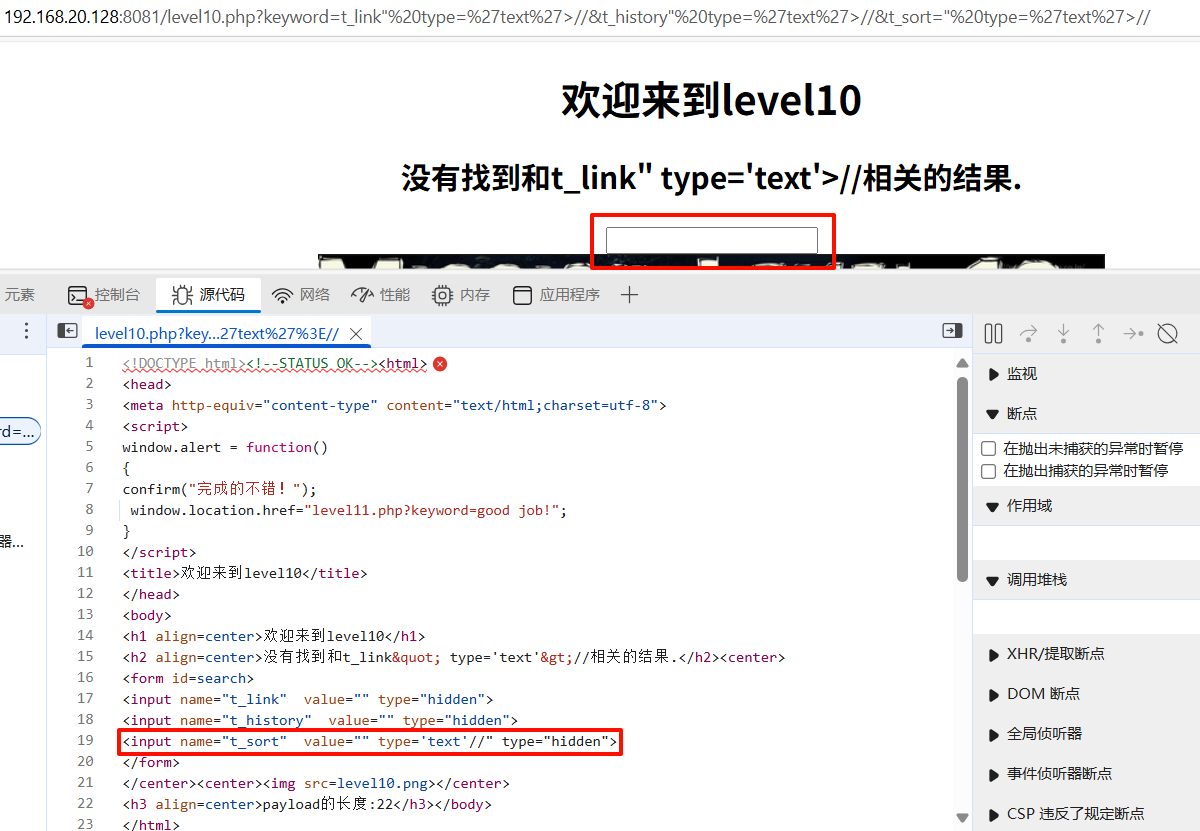 192.168.20.128:8081/level10.php?keyword=t_link"%20type=%27text%27>//&t_history"%20type=%27text%27>//&t_sort="%20type=%27text%27>//
欢迎来到level10
没有找到和t_link" type='text'>//相关的结果.
元素 控制台 源代码 网络 性能 内存 应用程序
level10.php?key...27text%27%3E//
rd=...
器...
1 <!DOCTYPE html><!--STATUS OK--><html>
2 <head>
3 <meta http-equiv="content-type" content="text/html;charset=utf-8">
4 <script>
5 window.alert = function()
6 {
7 confirm("完成的不错！");
8  window.location.href="level11.php?keyword=good job!";
9 }
10 </script>
11 <title>欢迎来到level10</title>
12 </head>
13 <body>
14 <h1 align=center>欢迎来到level10</h1>
15 <h2 align=center>没有找到和t_link&quot; type='text'&gt;//相关的结果.</h2><center>
16 <form id=search>
17 <input name="t_link"  value="" type="hidden">
18 <input name="t_history"  value="" type="hidden">
19 <input name="t_sort"  value="" type='text'//" type="hidden">
20 </form>
21 </center><center><img src=level10.png></center>
22 <h3 align=center>payload的长度:22</h3></body>
23 </html>
监视
断点
在抛出未捕获的异常时暂停
在抛出捕获的异常时暂停
作用域
调用堆栈
XHR/提取断点
DOM 断点
全局侦听器
事件侦听器断点
CSP 违反了规定断点